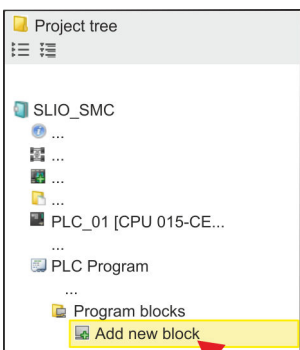 Project tree
SLIO_SMC
...
...
...
...
PLC_01 [CPU 015-CE...
...
PLC Program
...
Program blocks
Add new block